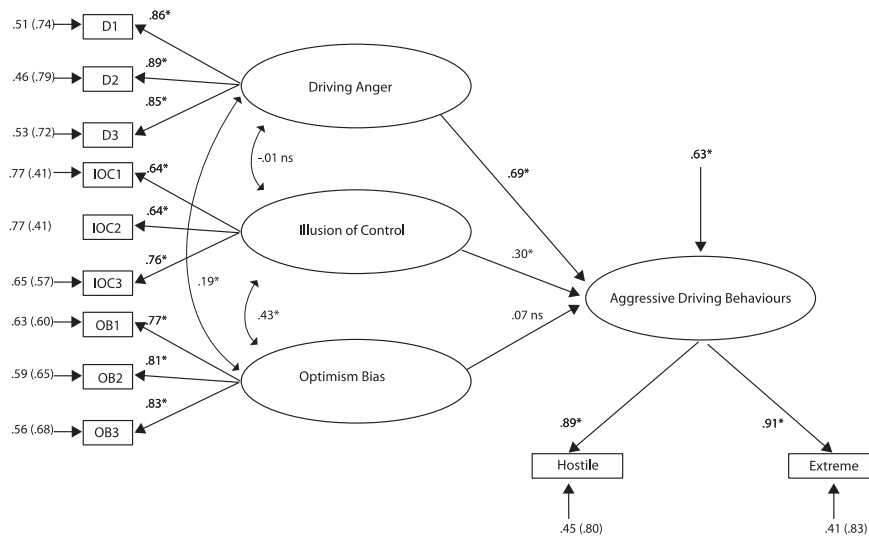 .51 (.74)
D1
.86*
.46 (.79)
D2
.89*
.53 (.72)
D3
.85*
Driving Anger
-.01 ns
.77 (.41)
IOC1
.64*
.77 (.41)
IOC2
.64*
.65 (.57)
IOC3
.76*
Illusion of Control
.19*
.43*
.63 (.60)
OB1
.77*
.59 (.65)
OB2
.81*
.56 (.68)
OB3
.83*
Optimism Bias
.69*
.30*
.07 ns
.63*
Aggressive Driving Behaviours
.89*
.91*
Hostile
Extreme
.45 (.80)
.41 (.83)